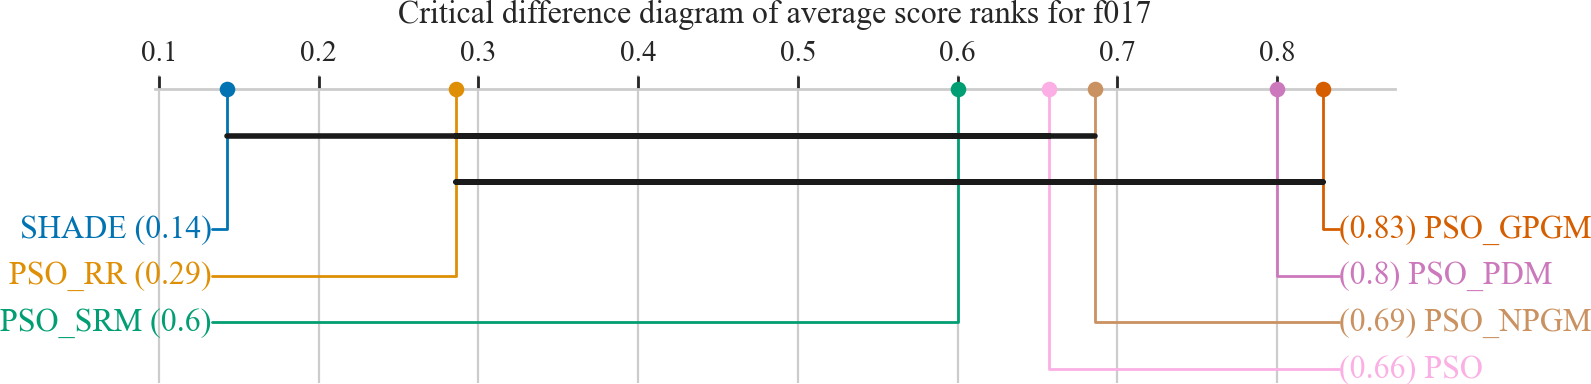 Critical difference diagram of average score ranks for f017
0.1 0.2 0.3 0.4 0.5 0.6 0.7 0.8
SHADE (0.14)
(0.83) PSO_GPGM
PSO_RR (0.29)
(0.8) PSO_PDM
PSO_SRM (0.6)
(0.69) PSO_NPGM
(0.66) PSO